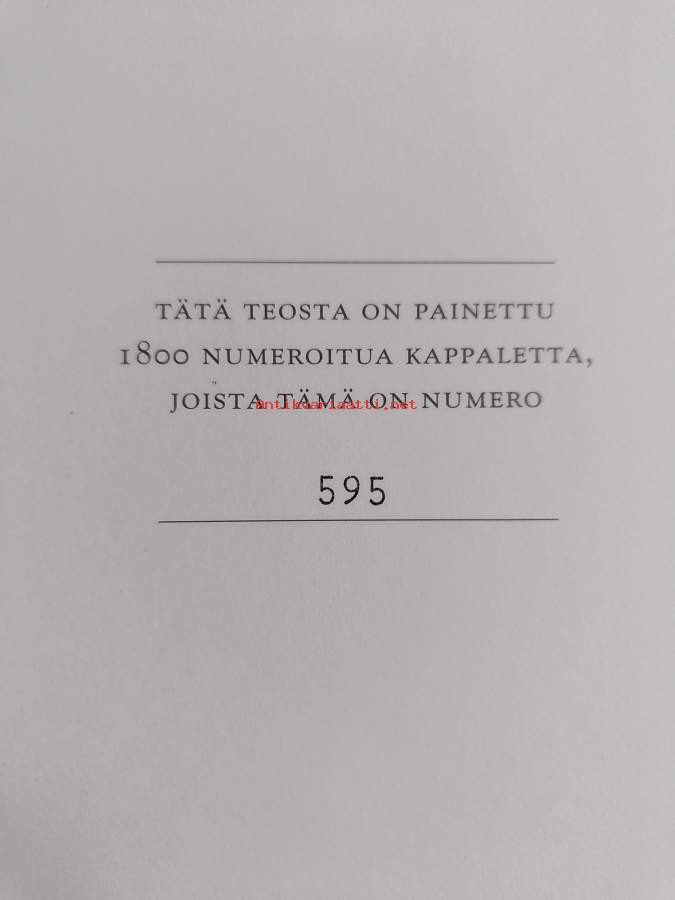 TÄTÄ TEOSTA ON PAINETTU
1800 NUMEROITUA KAPPALETTA,
JOISTA TÄMÄ ON NUMERO
antikvariaatti.net
595